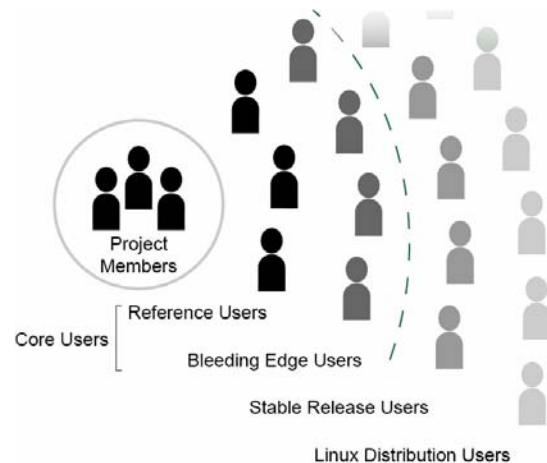 Project
Members
Reference Users
Core Users
Bleeding Edge Users
Stable Release Users
Linux Distribution Users